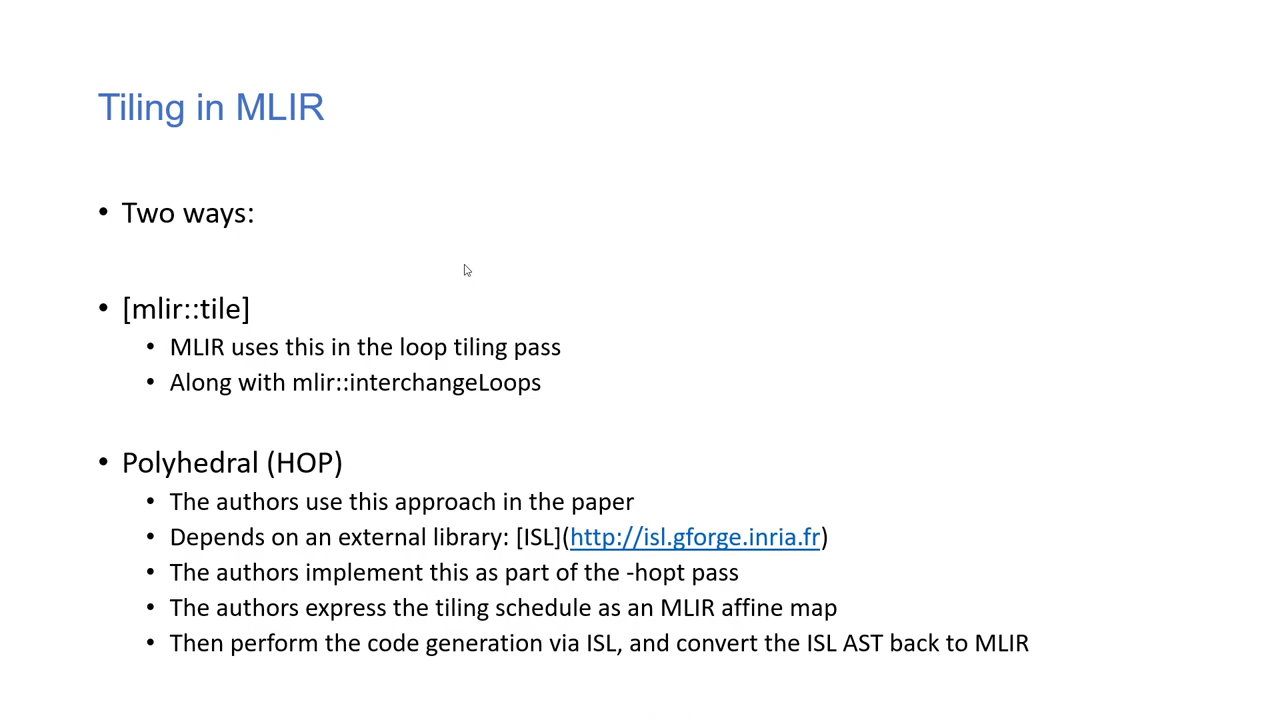 Tiling in MLIR
• Two ways:
• [mlir::tile]
• MLIR uses this in the loop tiling pass
• Along with mlir::interchangeLoops
• Polyhedral (HOP)
• The authors use this approach in the paper
• Depends on an external library: [ISL](http://isl.gforge.inria.fr)
• The authors implement this as part of the -hopt pass
• The authors express the tiling schedule as an MLIR affine map
• Then perform the code generation via ISL, and convert the ISL AST back to MLIR